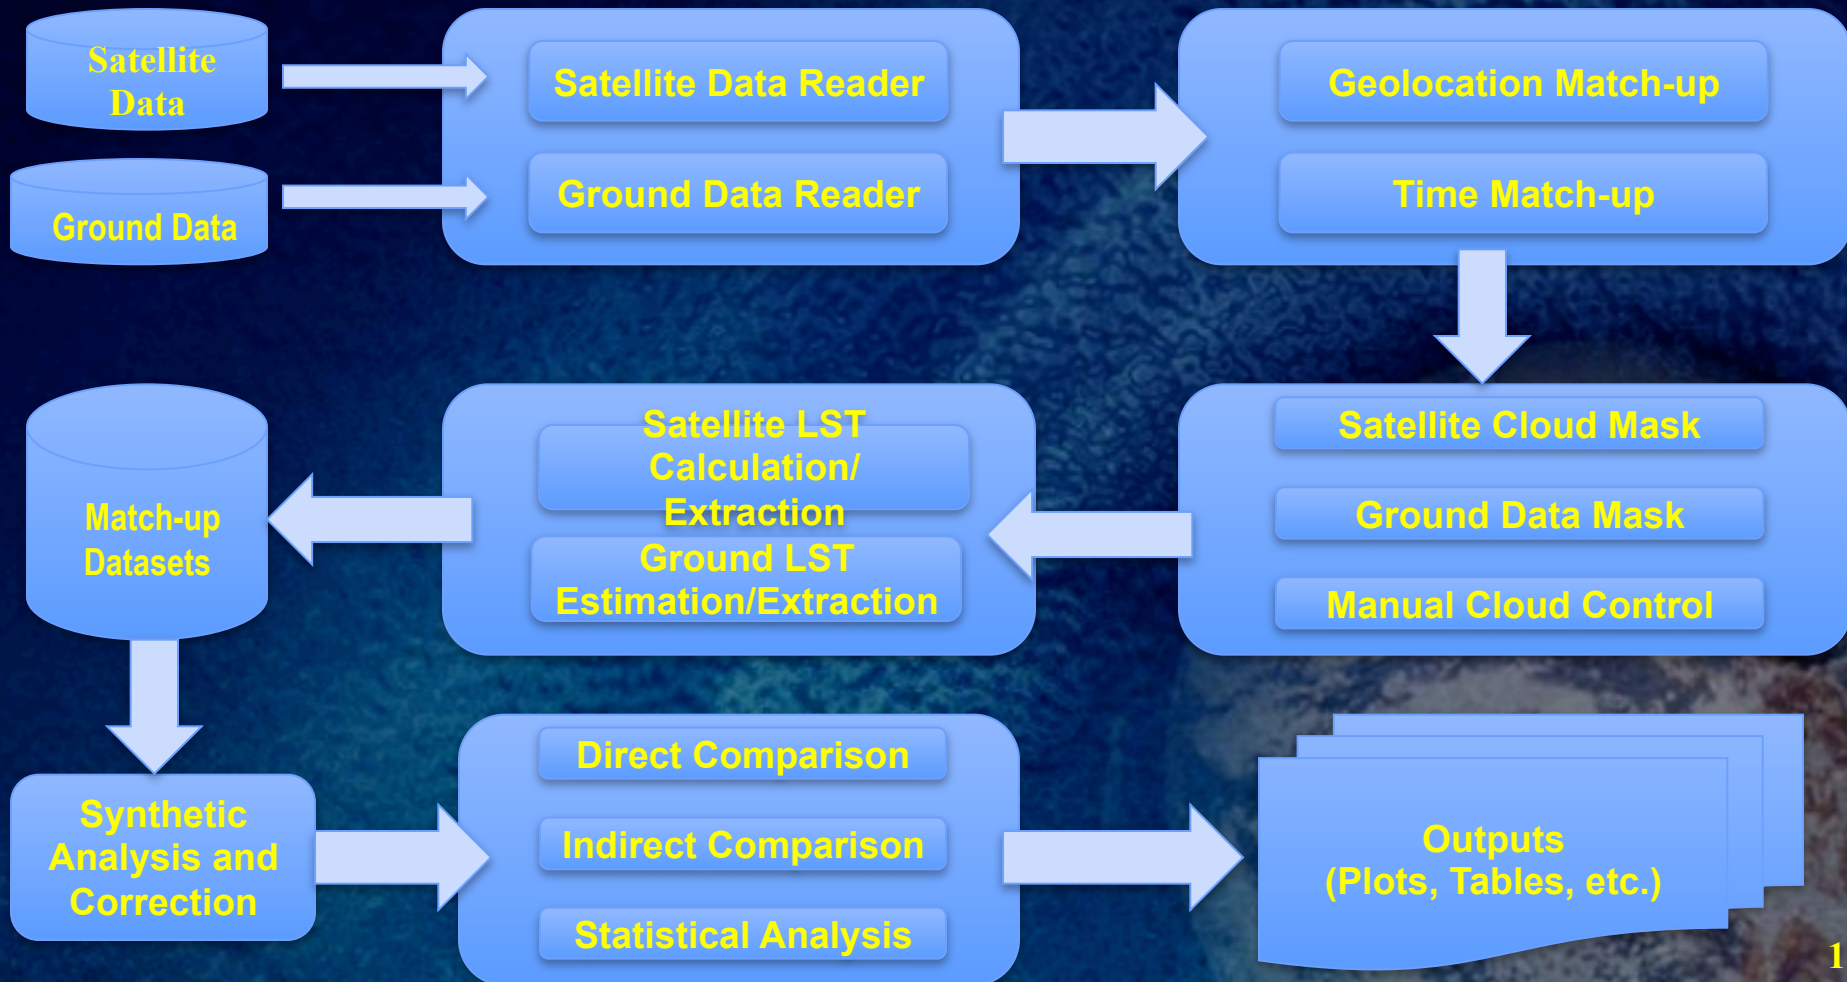 Satellite
Data
Satellite Data Reader
Geolocation Match-up
Ground Data
Ground Data Reader
Time Match-up
Satellite Cloud Mask
Ground Data Mask
Manual Cloud Control
Satellite LST
Calculation/
Extraction
Ground LST
Estimation/Extraction
Match-up
Datasets
Synthetic
Analysis and
Correction
Direct Comparison
Indirect Comparison
Statistical Analysis
Outputs
(Plots, Tables, etc.)
1